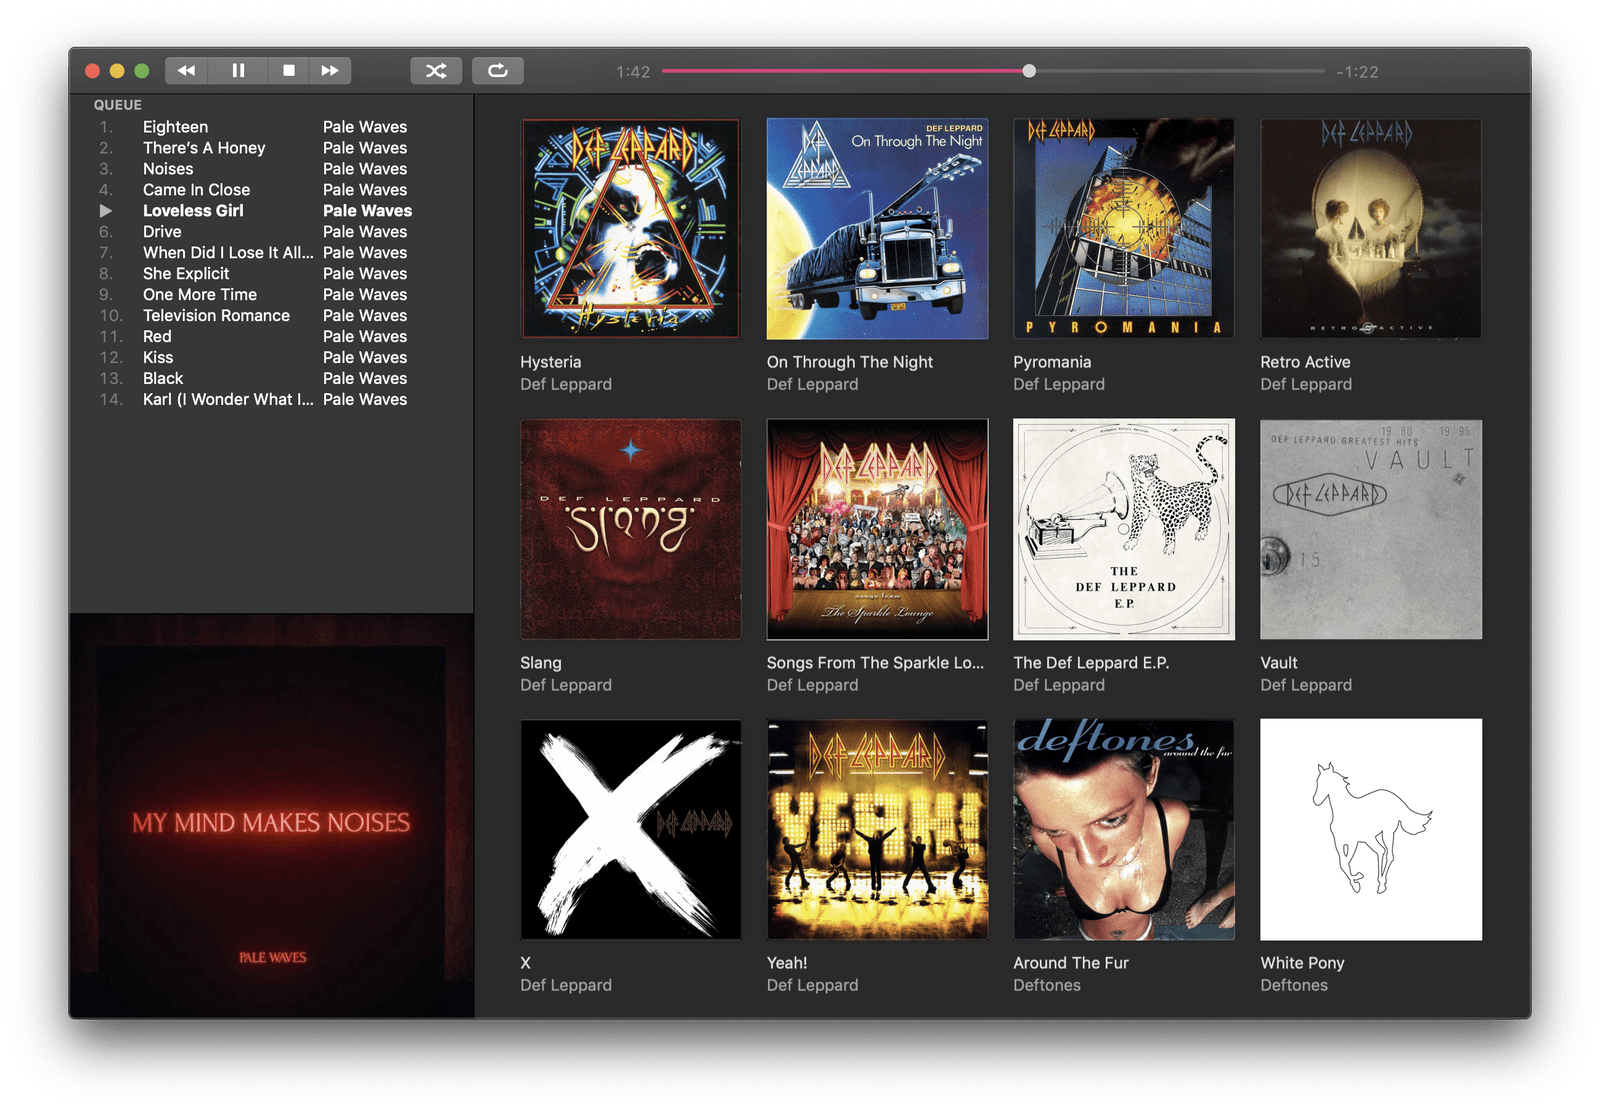 1:42
-1:22
QUEUE
1. Eighteen Pale Waves
2. There's A Honey Pale Waves
3. Noises Pale Waves
4. Came In Close Pale Waves
Loveless Girl Pale Waves
6. Drive Pale Waves
7. When Did I Lose It All... Pale Waves
8. She Explicit Pale Waves
9. One More Time Pale Waves
10. Television Romance Pale Waves
11. Red Pale Waves
12. Kiss Pale Waves
13. Black Pale Waves
14. Karl (I Wonder What I... Pale Waves
MY MIND MAKES NOISES
PALE WAVES
DEF LEPPARD
Hysteria
DEF LEPPARD
On Through The Night
DEF LEPPARD
DEF LEPPARD
PYROMANIA
DEF LEPPARD
RETRO ACTIVE
Hysteria
Def Leppard
On Through The Night
Def Leppard
Pyromania
Def Leppard
Retro Active
Def Leppard
DEF LEPPARD
Slang
DEF LEPPARD
songs from
The Sparkle Lounge
THE
DEF LEPPARD
E.P.
1980 1995
DEF LEPPARD GREATEST HITS
VAULT
DEF LEPPARD
15
Slang
Def Leppard
Songs From The Sparkle Lo...
Def Leppard
The Def Leppard E.P.
Def Leppard
Vault
Def Leppard
X
DEF LEPPARD
DEF LEPPARD
YEAH!
deftones
around the fur
X
Def Leppard
Yeah!
Def Leppard
Around The Fur
Deftones
White Pony
Deftones